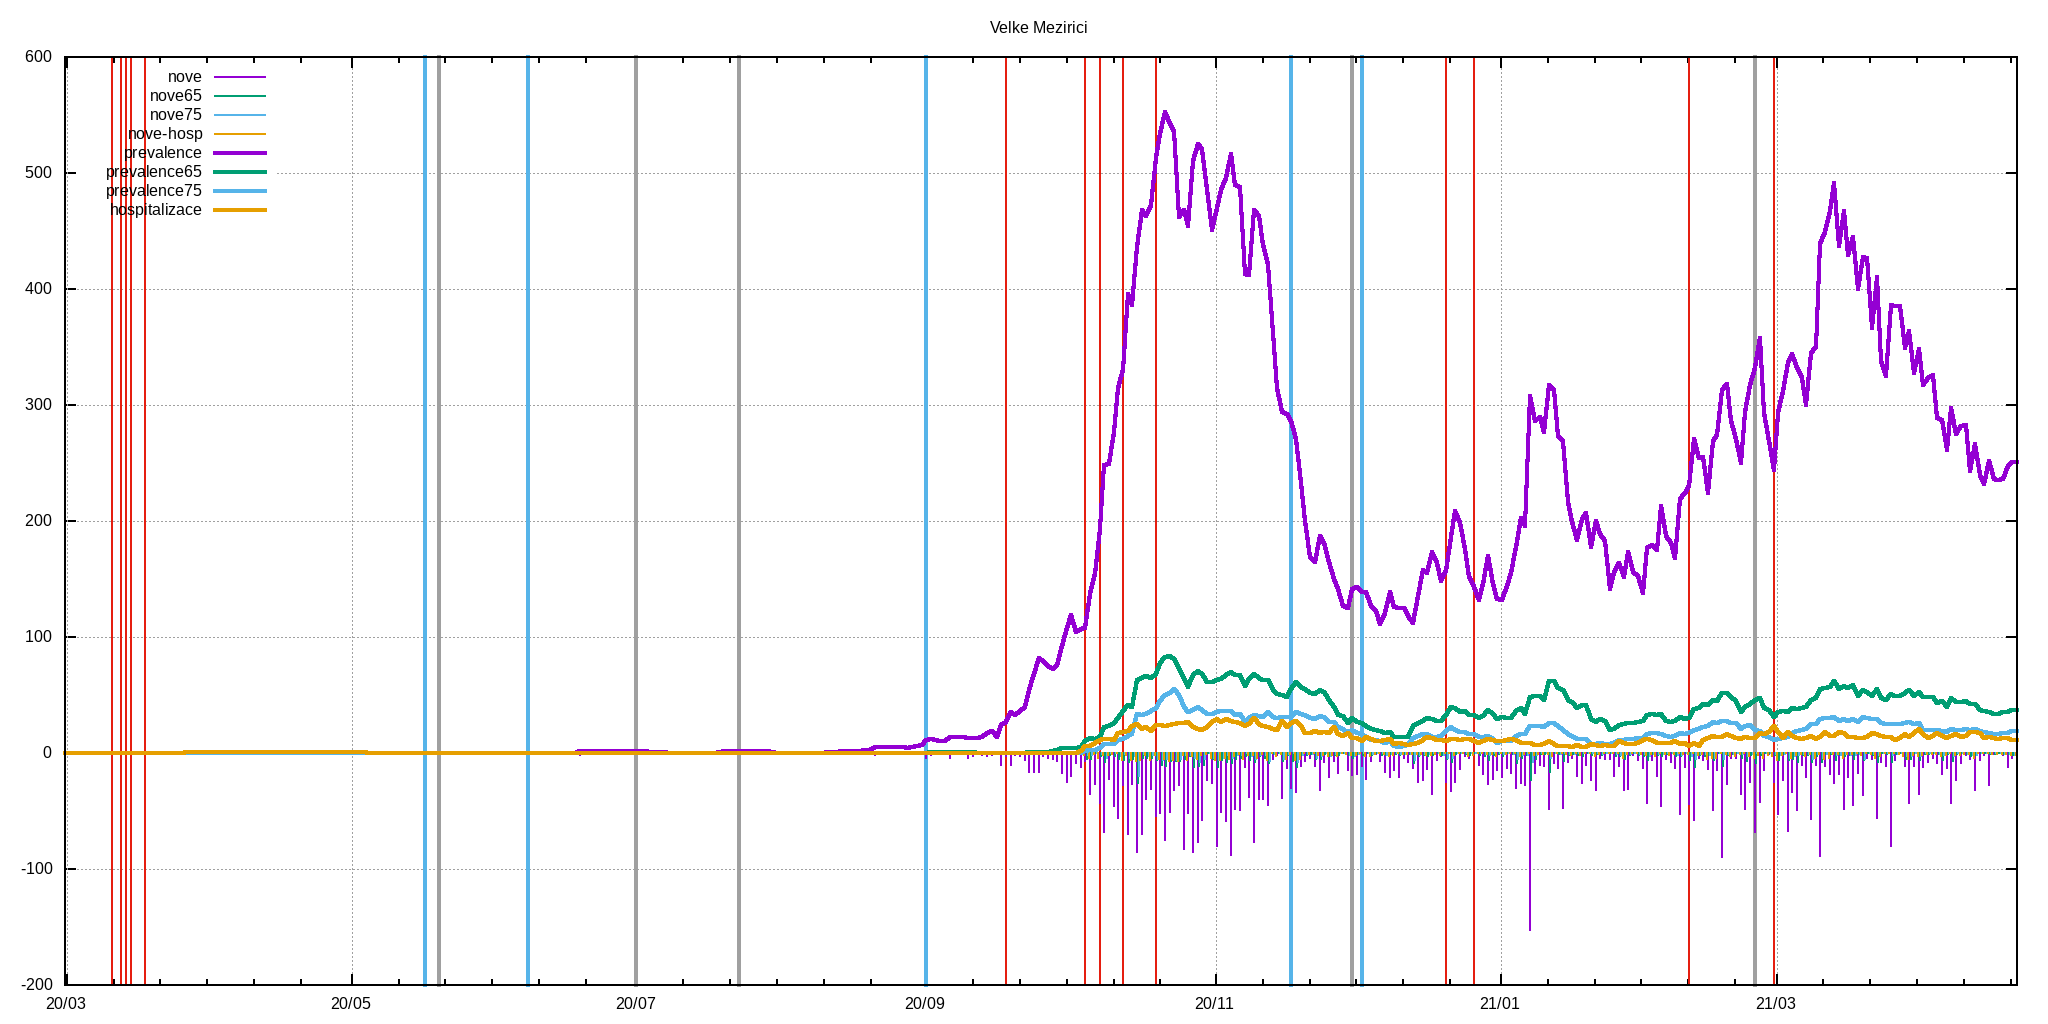 Velke Mezirici
600
500
400
300
200
100
0
-100
-200
nove
nove65
nove75
nove-hosp
prevalence
prevalence65
prevalence75
hospitalizace
20/03 20/05 20/07 20/09 20/11 21/01 21/03